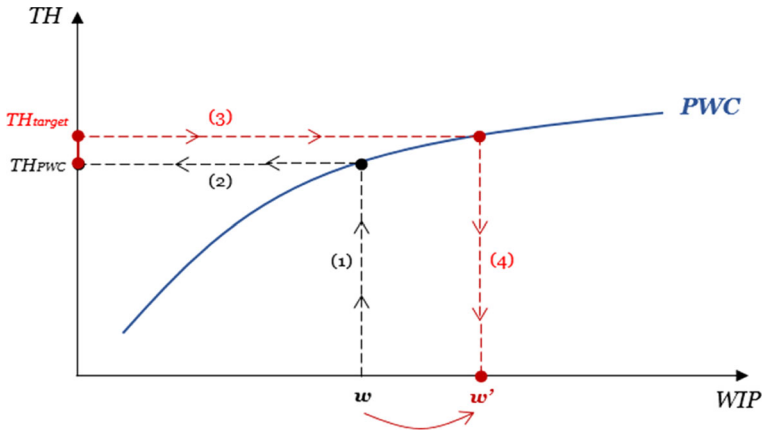 TH
PWC
THtarget
(3)
THPWC
(2)
(1)
(4)
w
w'
WIP